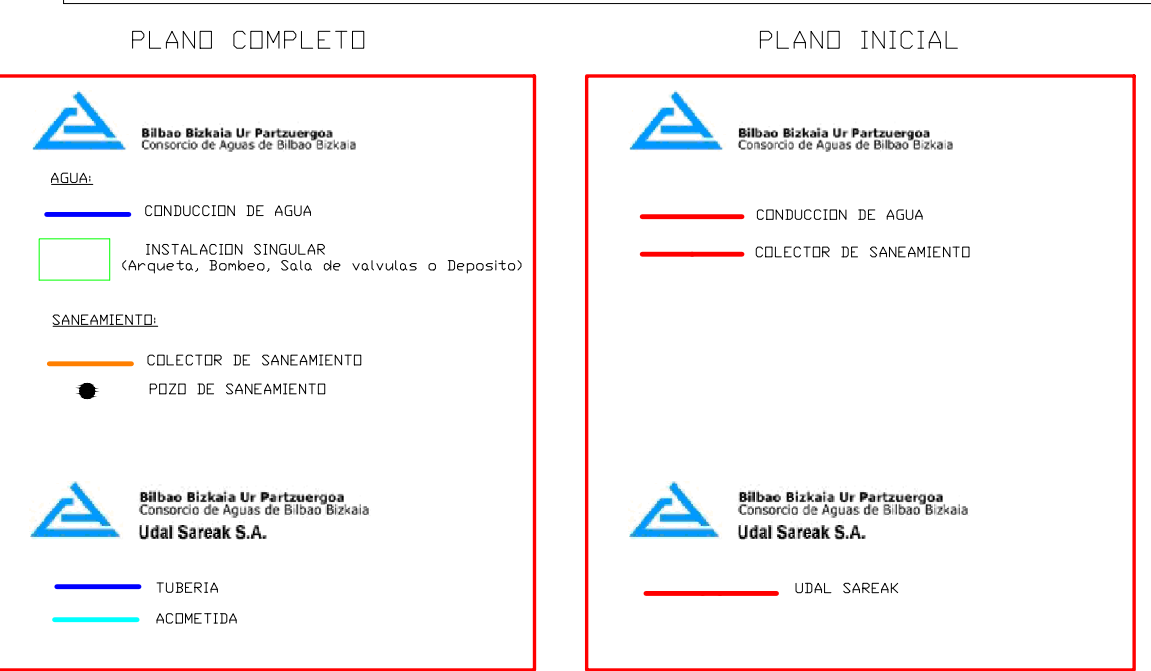 PLANO COMPLETO
Bilbao Bizkaia Ur Partzuergoa
Consorcio de Aguas de Bilbao Bizkaia
AGUA:
CONDUCCION DE AGUA
INSTALACION SINGULAR
(Arqueta, Bombeo, Sala de valvulas o Deposito)
SANEAMIENTO:
COLECTOR DE SANEAMIENTO
POZO DE SANEAMIENTO
Bilbao Bizkaia Ur Partzuergoa
Consorcio de Aguas de Bilbao Bizkaia
Udal Sareak S.A.
TUBERIA
ACOMETIDA
PLANO INICIAL
Bilbao Bizkaia Ur Partzuergoa
Consorcio de Aguas de Bilbao Bizkaia
CONDUCCION DE AGUA
COLECTOR DE SANEAMIENTO
Bilbao Bizkaia Ur Partzuergoa
Consorcio de Aguas de Bilbao Bizkaia
Udal Sareak S.A.
UDAL SAREAK